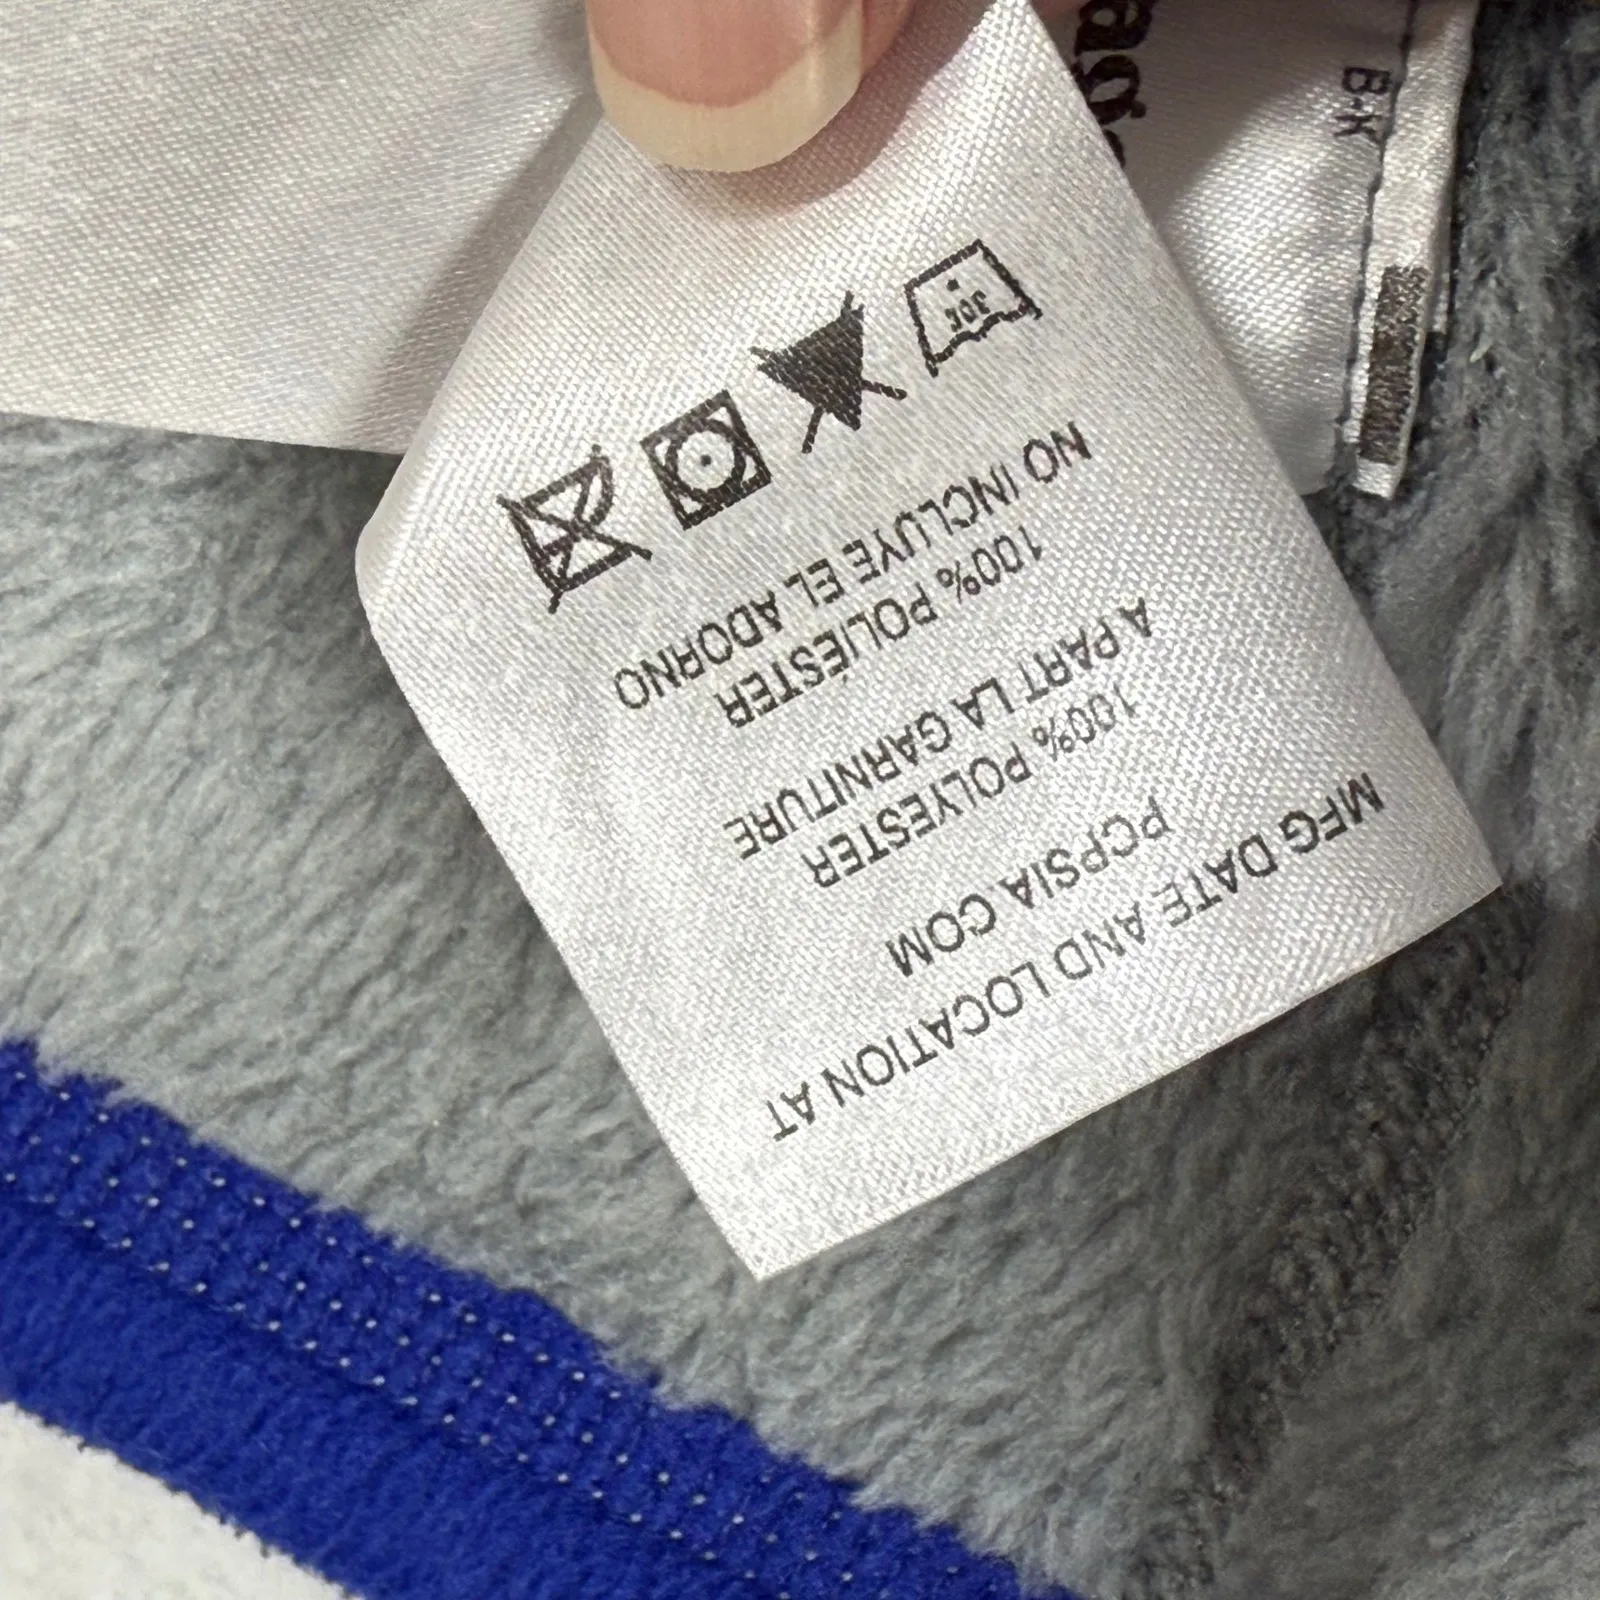 MFG DATE AND LOCATION AT
PCPSIA COM
100% POLYESTER
À PART LA GARNITURE
100% POLIÉSTER
NO INCLUYE EL ADORNO
30C